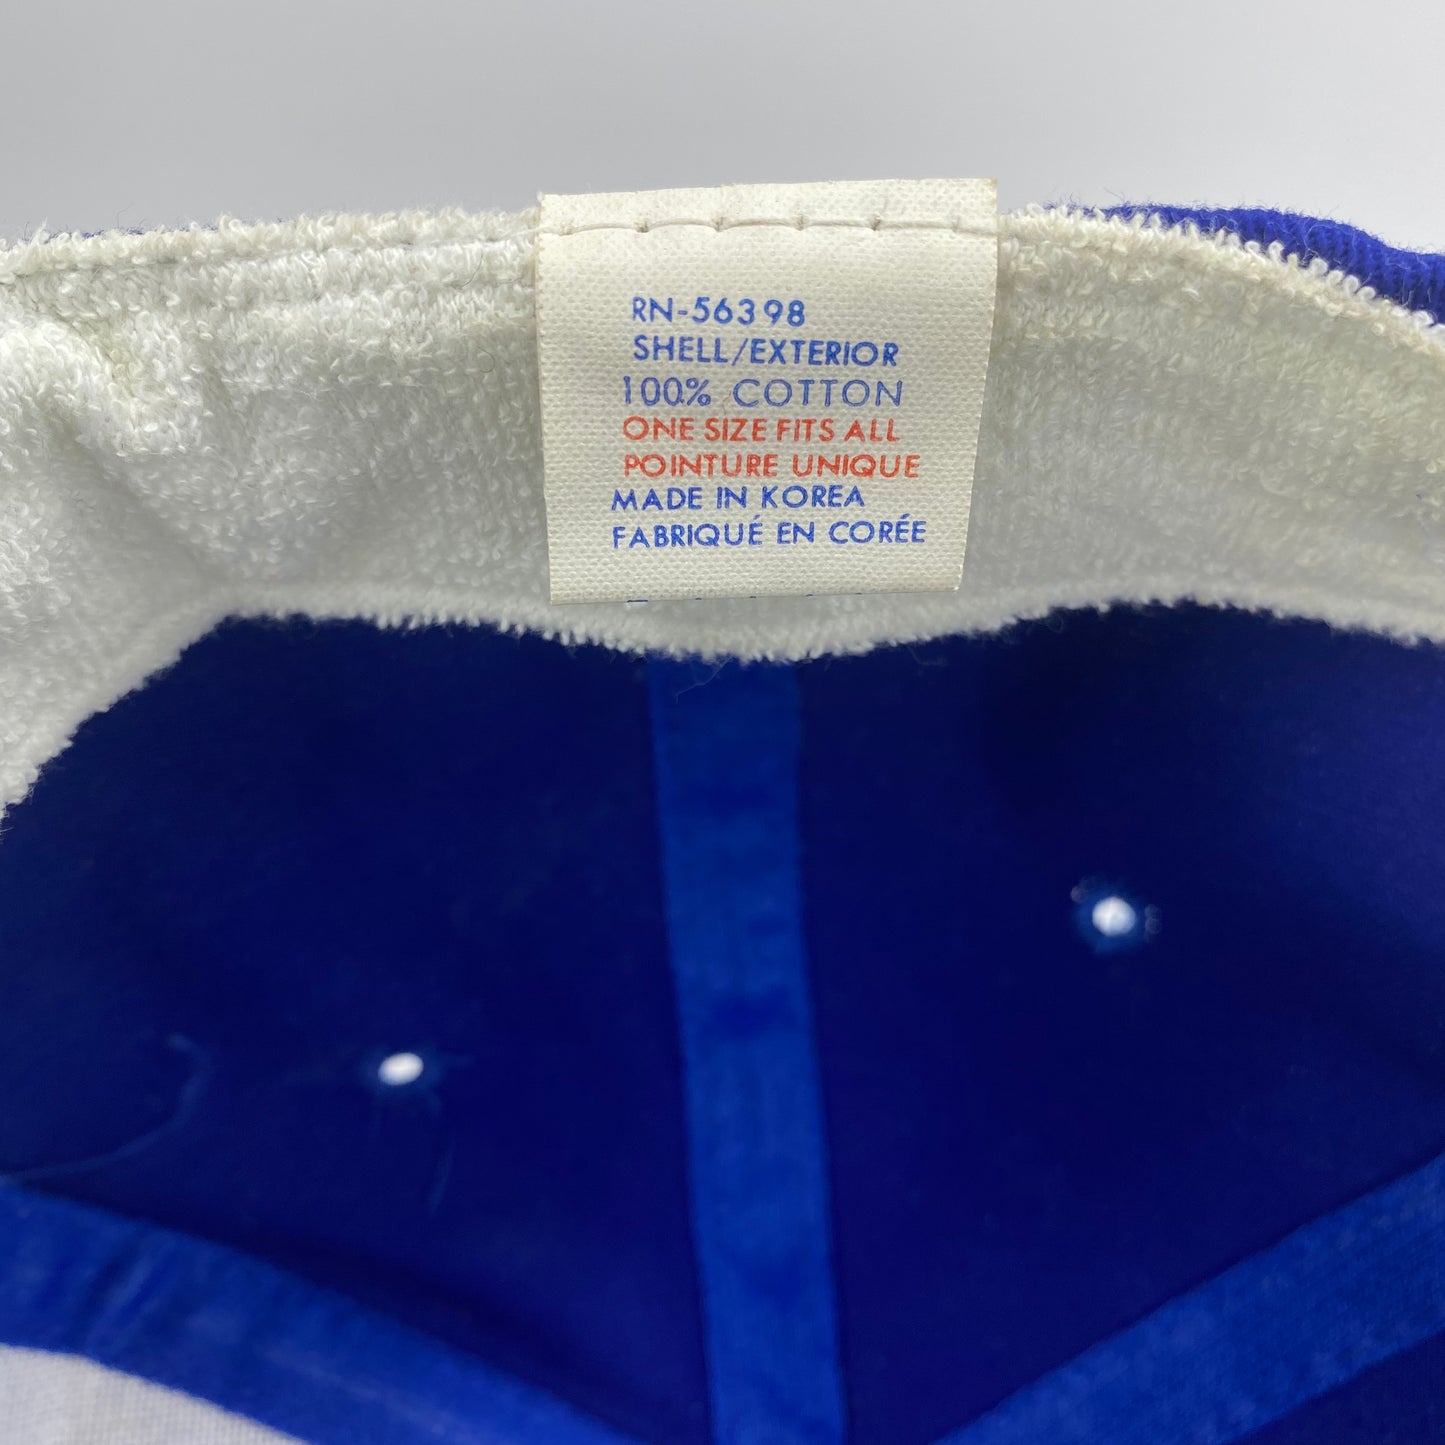 RN-56398
SHELL/EXTERIOR
100% COTTON
ONE SIZE FITS ALL
POINTURE UNIQUE
MADE IN KOREA
FABRIQUÉ EN CORÉE